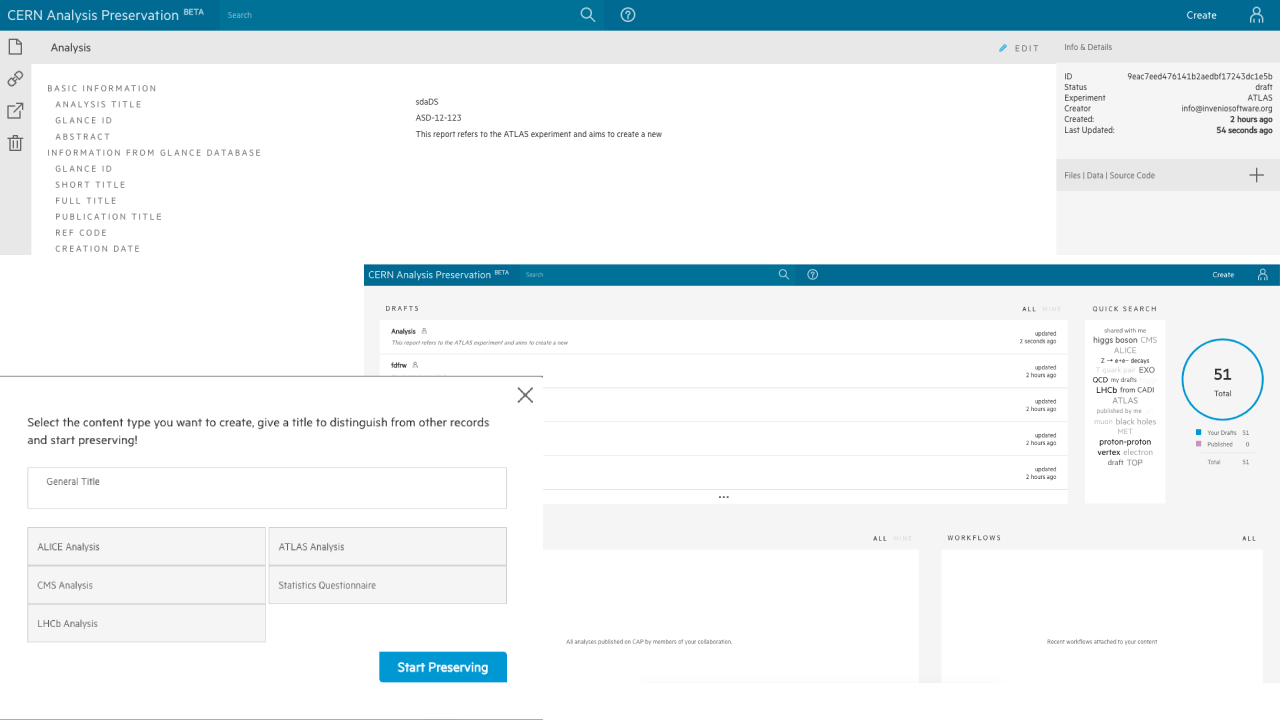 CERN Analysis Preservation BETA
Search
Create
Analysis
EDIT
Info & Details
BASIC INFORMATION
ANALYSIS TITLE
sdaDS
GLANCE ID
ASD-12-123
ABSTRACT
This report refers to the ATLAS experiment and aims to create a new
INFORMATION FROM GLANCE DATABASE
GLANCE ID
SHORT TITLE
FULL TITLE
PUBLICATION TITLE
REF CODE
CREATION DATE
ID 9eac7eed476141b2aedbf17243dc1e5b
Status draft
Experiment ATLAS
Creator info@inveniosoftware.org
Created: 2 hours ago
Last Updated: 54 seconds ago
Files | Data | Source Code
CERN Analysis Preservation BETA
Search
Create
DRAFTS
ALL MINE
Analysis
This report refers to the ATLAS experiment and aims to create a new
updated
2 seconds ago
fdfrw
updated
2 hours ago
updated
2 hours ago
updated
2 hours ago
updated
2 hours ago
QUICK SEARCH
shared with me
higgs boson CMS
ALICE
Z → e+e− decays
T quark pair EXO
QCD my drafts
LHCb from CADI
ATLAS
published by me
muon black holes
MET
proton-proton
vertex electron
draft TOP
51
Total
Your Drafts 51
Published 0
Total 51
ALL MINE
All analyses published on CAP by members of your collaboration.
WORKFLOWS
ALL
Recent workflows attached to your content
Select the content type you want to create, give a title to distinguish from other records
and start preserving!
General Title
ALICE Analysis
ATLAS Analysis
CMS Analysis
Statistics Questionnaire
LHCb Analysis
Start Preserving